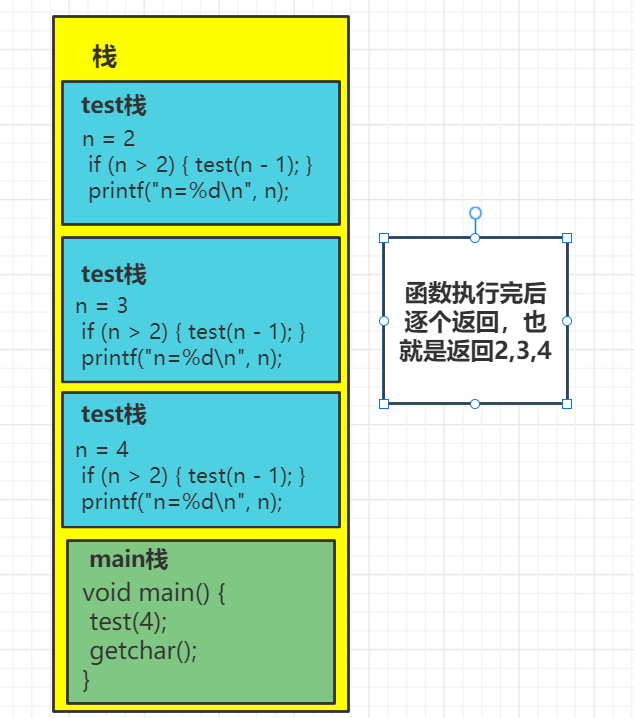 栈
test栈
n = 2
if (n > 2) { test(n - 1); }
printf("n=%d\n", n);
test栈
n = 3
if (n > 2) { test(n - 1); }
printf("n=%d\n", n);
test栈
n = 4
if (n > 2) { test(n - 1); }
printf("n=%d\n", n);
main栈
void main() {
test(4);
getchar();
}
函数执行完后
逐个返回，也
就是返回2,3,4